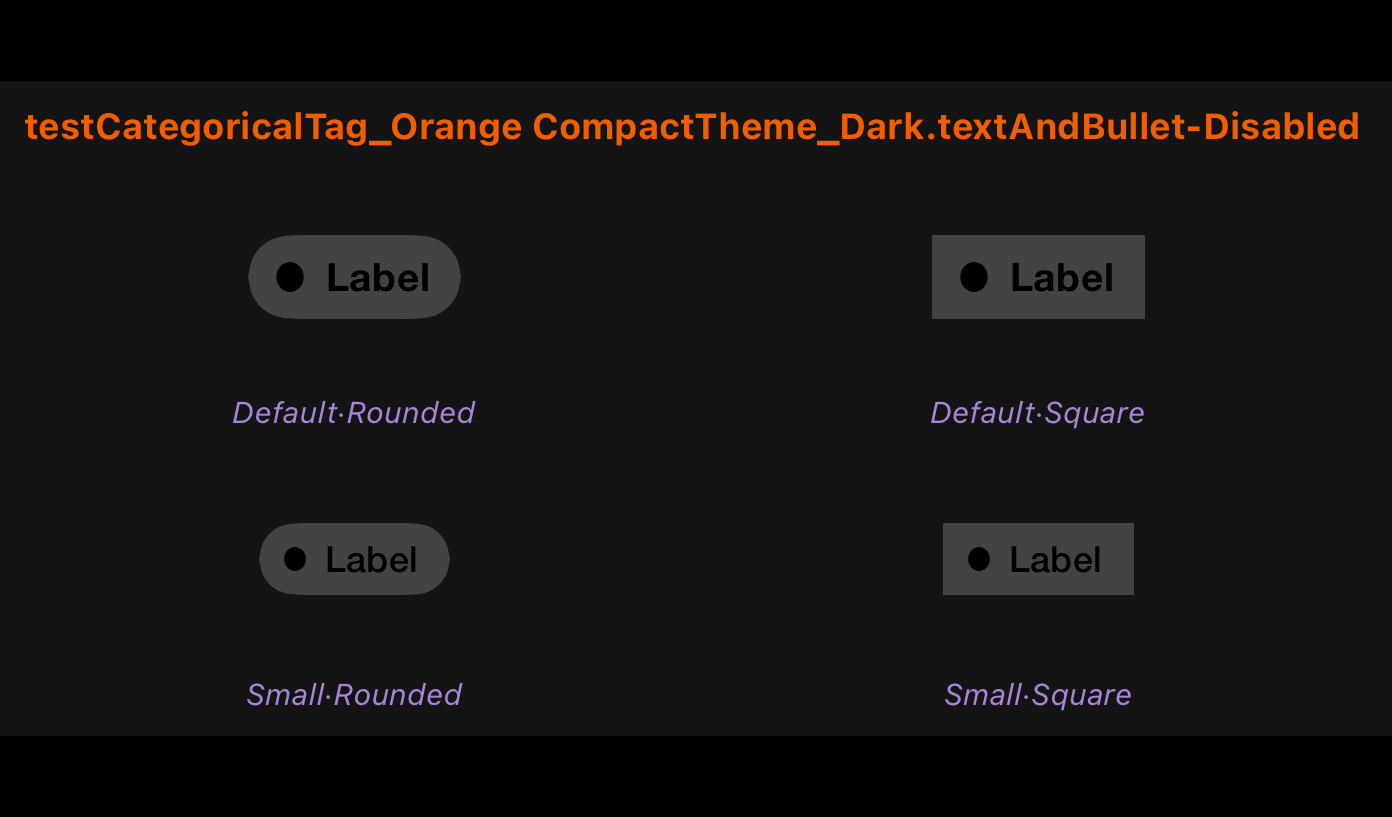 testCategoricalTag_Orange CompactTheme_Dark.textAndBullet-Disabled
Label
Label
Default·Rounded
Default·Square
Label
Label
Small·Rounded
Small·Square